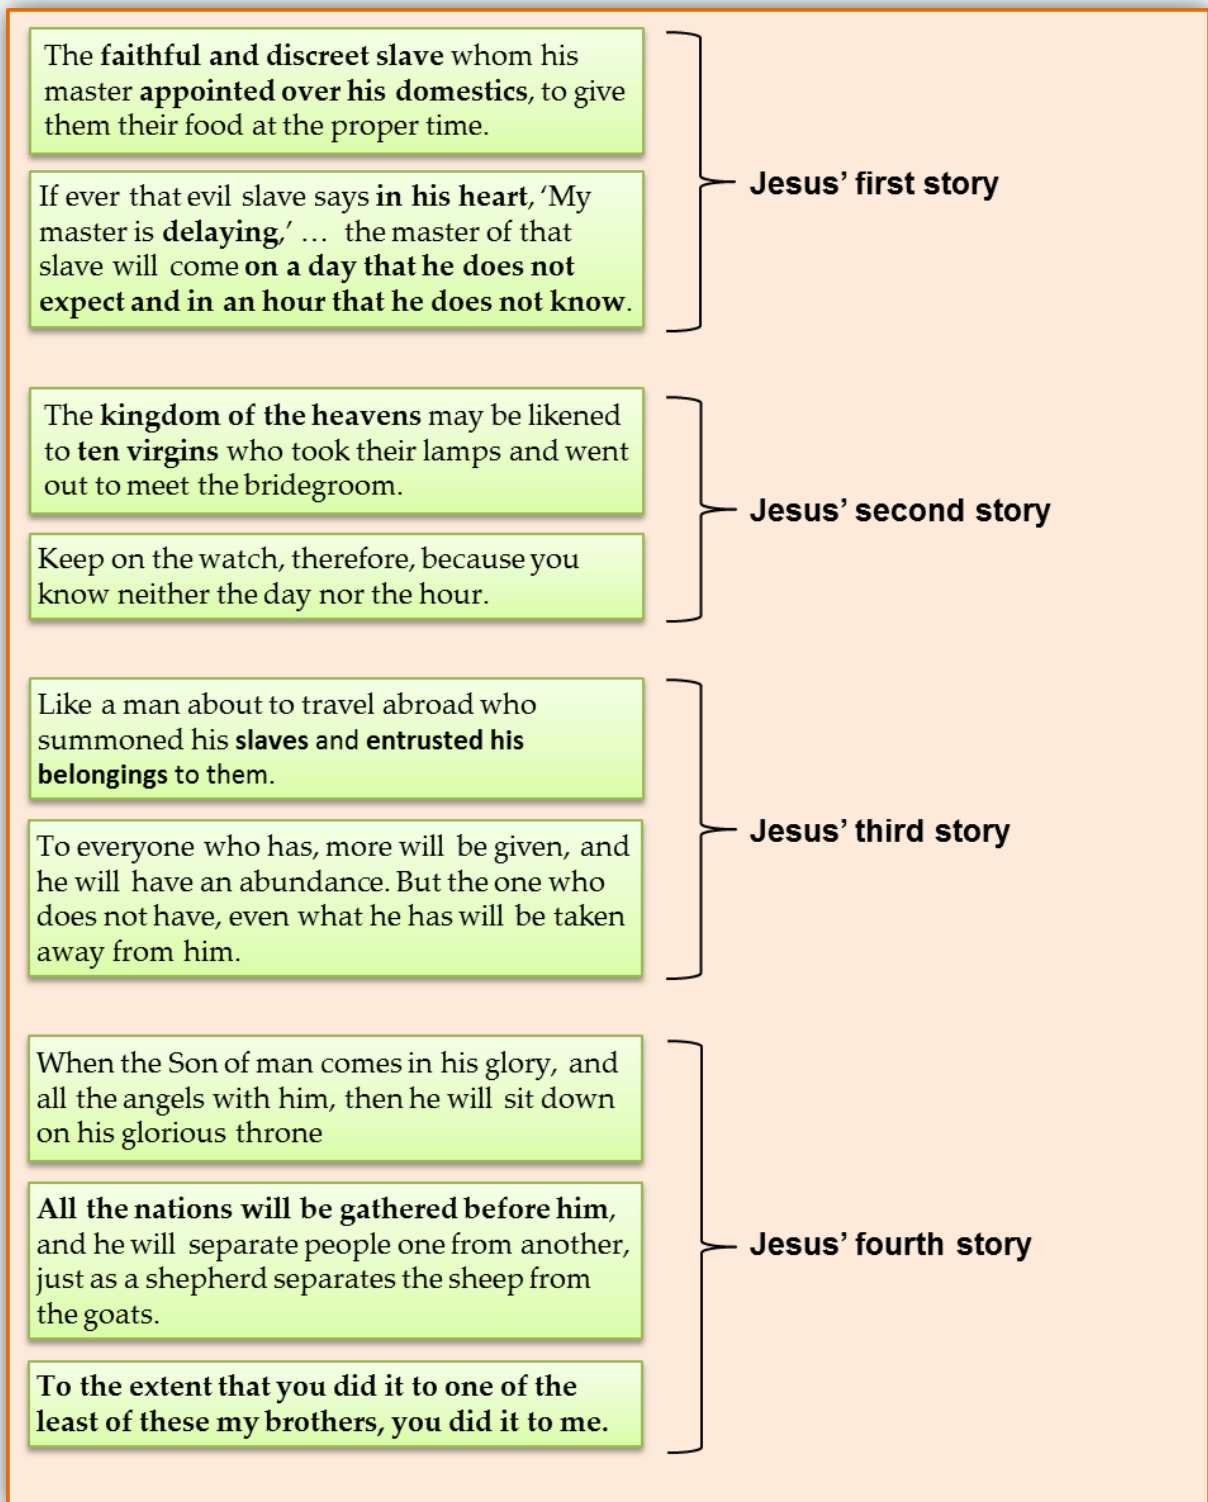 The faithful and discreet slave whom his
master appointed over his domestics, to give
them their food at the proper time.
If ever that evil slave says in his heart, ‘My
master is delaying,’ … the master of that
slave will come on a day that he does not
expect and in an hour that he does not know.
Jesus’ first story
The kingdom of the heavens may be likened
to ten virgins who took their lamps and went
out to meet the bridegroom.
Keep on the watch, therefore, because you
know neither the day nor the hour.
Jesus’ second story
Like a man about to travel abroad who
summoned his slaves and entrusted his
belongings to them.
To everyone who has, more will be given, and
he will have an abundance. But the one who
does not have, even what he has will be taken
away from him.
Jesus’ third story
When the Son of man comes in his glory, and
all the angels with him, then he will sit down
on his glorious throne
All the nations will be gathered before him,
and he will separate people one from another,
just as a shepherd separates the sheep from
the goats.
To the extent that you did it to one of the
least of these my brothers, you did it to me.
Jesus’ fourth story